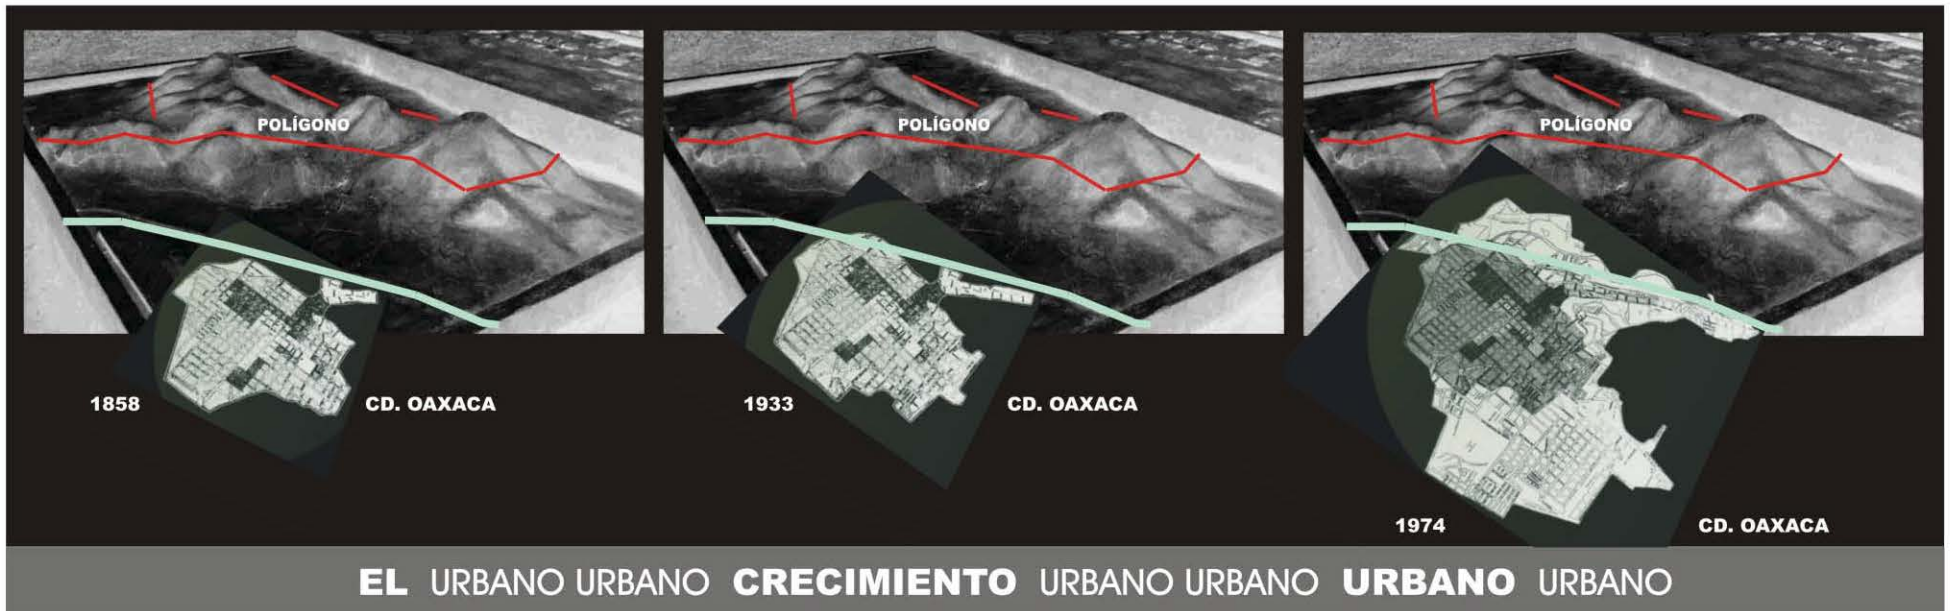 POLÍGONO
POLÍGONO
POLÍGONO
1858
CD. OAXACA
1933
CD. OAXACA
1974
CD. OAXACA
EL URBANO URBANO CRECIMIENTO URBANO URBANO URBANO URBANO